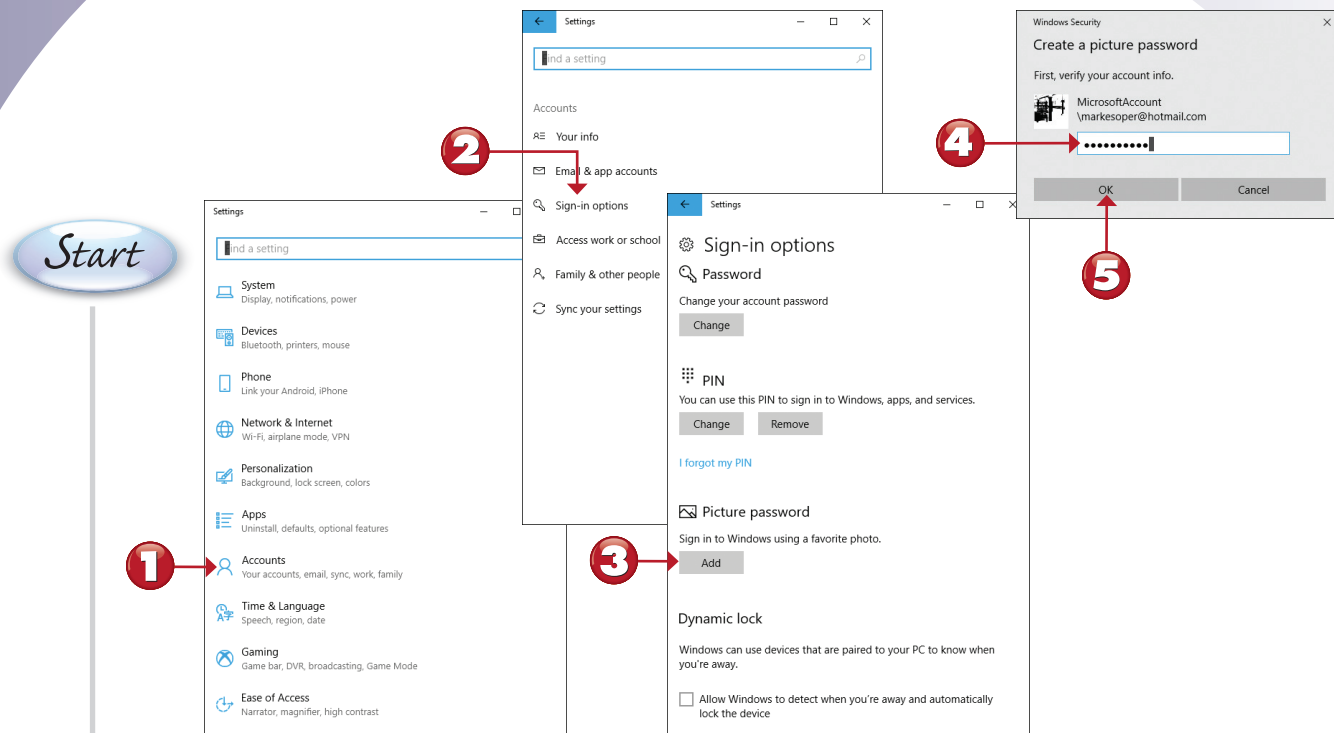 Start
1
Settings
Find a setting
System
Display, notifications, power
Devices
Bluetooth, printers, mouse
Phone
Link your Android, iPhone
Network & Internet
Wi-Fi, airplane mode, VPN
Personalization
Background, lock screen, colors
Apps
Uninstall, defaults, optional features
Accounts
Your accounts, email, sync, work, family
Time & Language
Speech, region, date
Gaming
Game bar, DVR, broadcasting, Game Mode
Ease of Access
Narrator, magnifier, high contrast
2
Settings
Find a setting
Accounts
Your info
Email & app accounts
Sign-in options
Access work or school
Family & other people
Sync your settings
3
Settings
Sign-in options
Password
Change your account password
Change
PIN
You can use this PIN to sign in to Windows, apps, and services.
Change Remove
I forgot my PIN
Picture password
Sign in to Windows using a favorite photo.
Add
Dynamic lock
Windows can use devices that are paired to your PC to know when
you're away.
Allow Windows to detect when you're away and automatically
lock the device
4
Windows Security
Create a picture password
First, verify your account info.
MicrosoftAccount
\markesoper@hotmail.com
OK Cancel
5